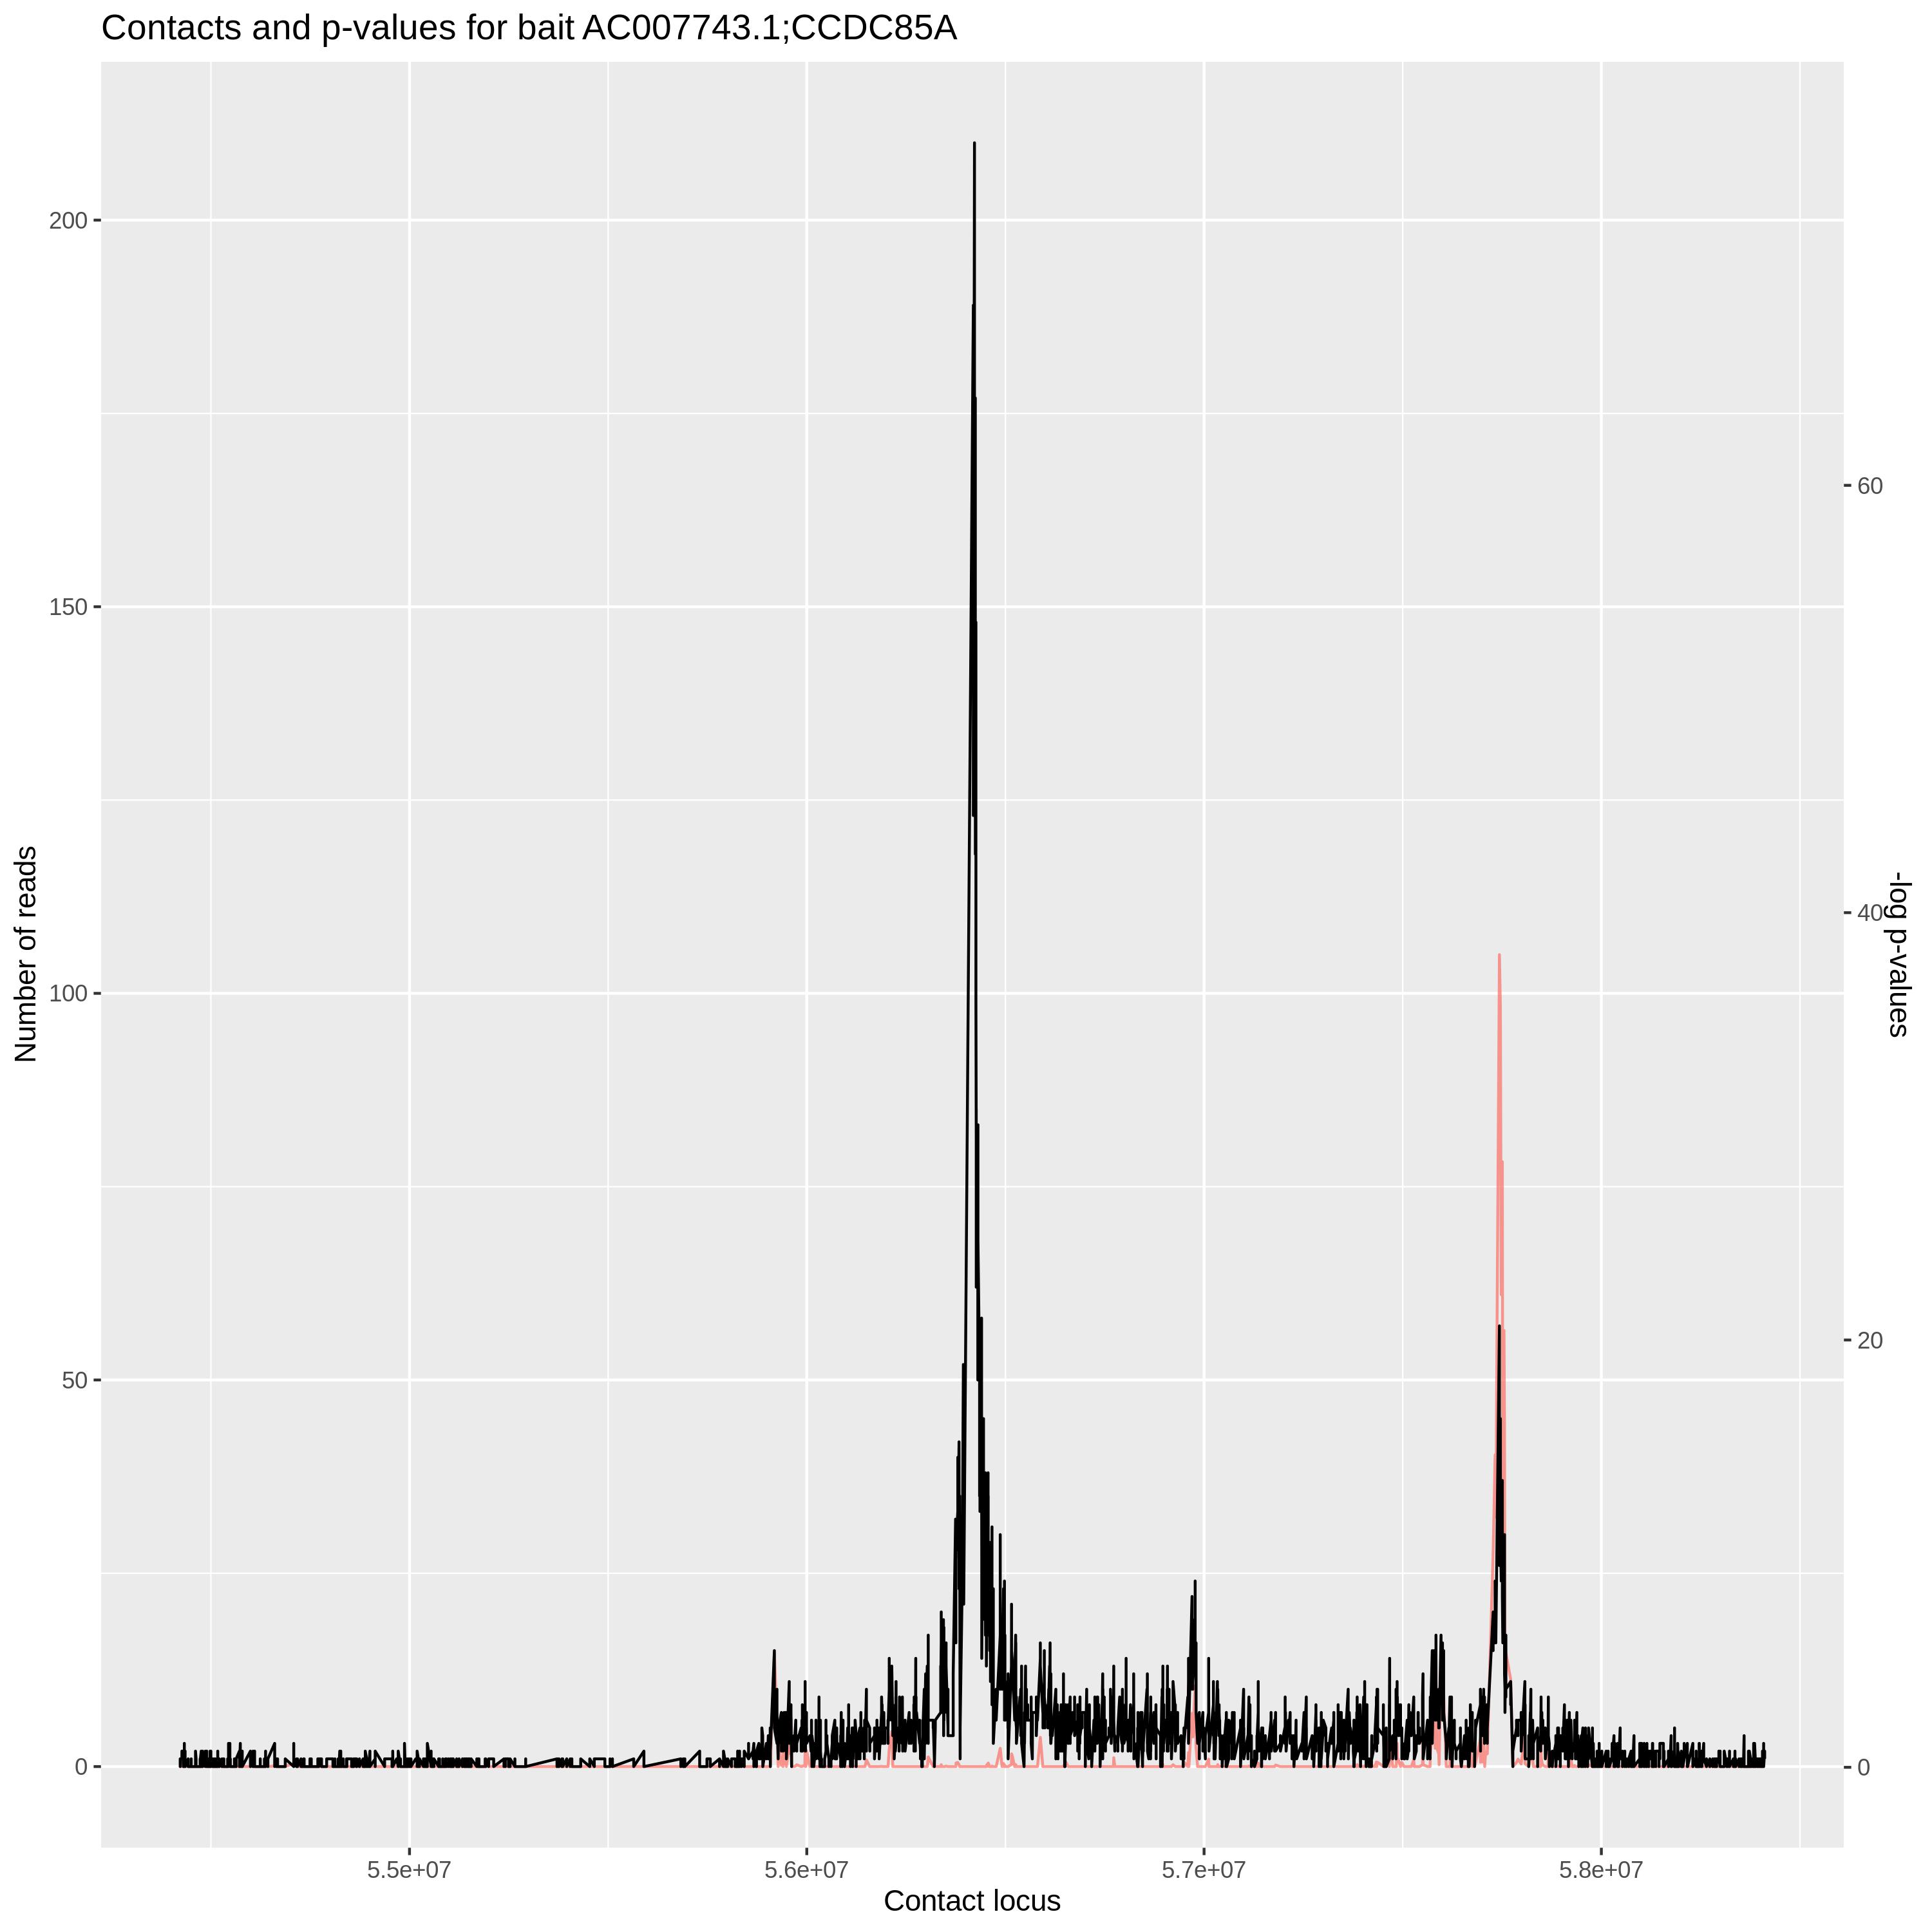 Contacts and p-values for bait AC007743.1;CCDC85A
Number of reads
200
150
100
50
0
60
40
20
0
-log p-values
5.5e+07
5.6e+07
5.7e+07
5.8e+07
Contact locus